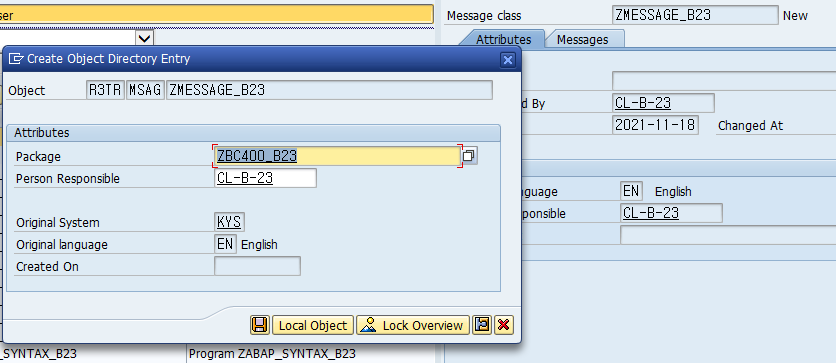 ser
Message class ZMESSAGE_B23 New
Attributes Messages
Create Object Directory Entry
Object R3TR MSAG ZMESSAGE_B23
d By CL-B-23
Attributes
2021-11-18 Changed At
Package ZBC400_B23
Person Responsible CL-B-23
nguage EN English
sponsible CL-B-23
Original System KYS
Original language EN English
Created On
Local Object Lock Overview
_SYNTAX_B23 Program ZABAP_SYNTAX_B23